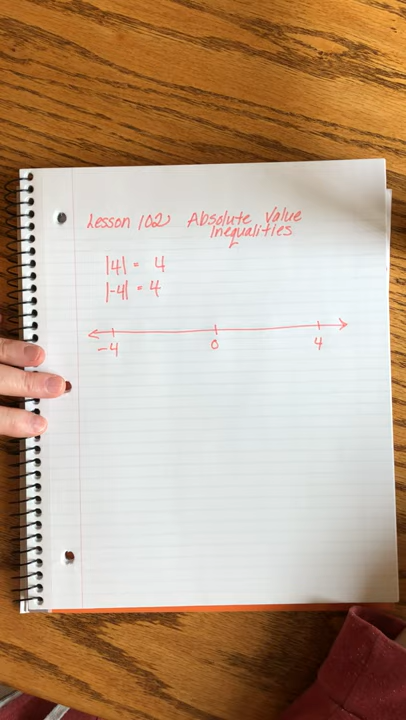 Lesson 102 Absolute Value
Inequalities
|4| = 4
|-4| = 4
-4 0 4